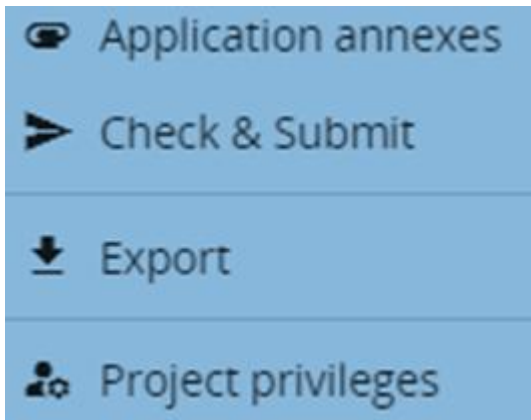 Application annexes
Check & Submit
Export
Project privileges